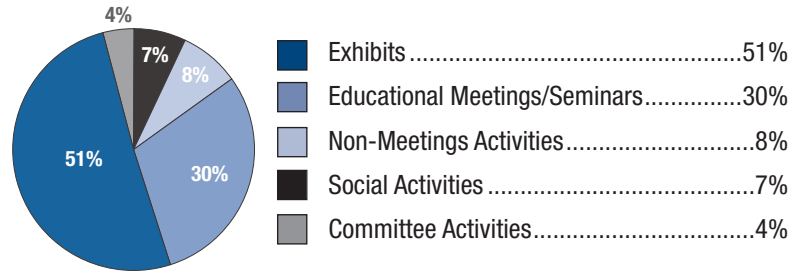 4%
7%
8%
51%
30%
Exhibits.......................................................51%
Educational Meetings/Seminars................30%
Non-Meetings Activities...............................8%
Social Activities...........................................7%
Committee Activities....................................4%